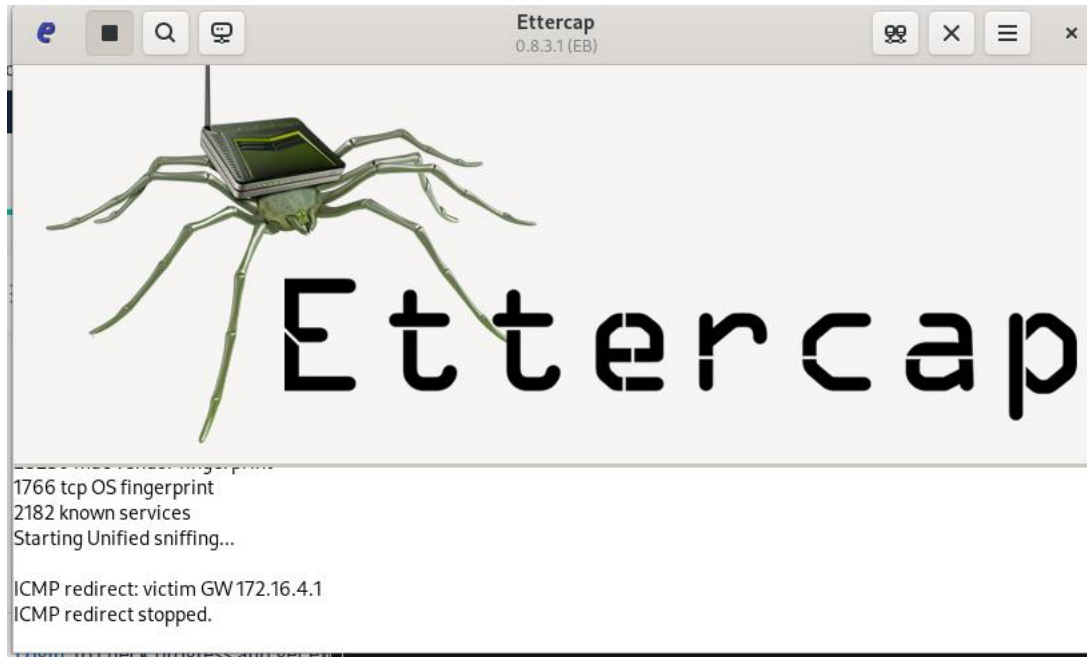 Ettercap
0.8.3.1 (EB)
Ettercap
1766 tcp OS fingerprint
2182 known services
Starting Unified sniffing...
ICMP redirect: victim GW 172.16.4.1
ICMP redirect stopped.